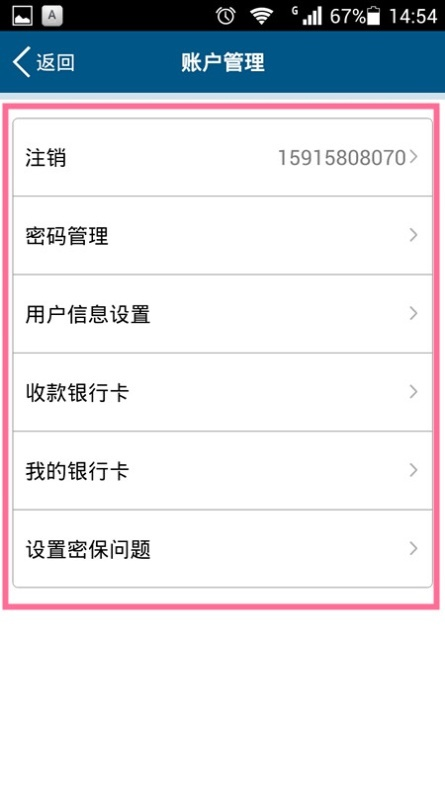 A
G
67%
14:54
返回
账户管理
注销
15915808070
密码管理
用户信息设置
收款银行卡
我的银行卡
设置密保问题